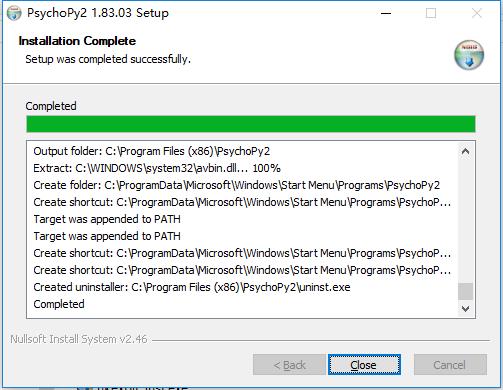 PsychoPy2 1.83.03 Setup
Installation Complete
Setup was completed successfully.
Completed
Output folder: C:\Program Files (x86)\PsychoPy2
Extract: C:\WINDOWS\system32\avbin.dll... 100%
Create folder: C:\ProgramData\Microsoft\Windows\Start Menu\Programs\PsychoPy2
Create shortcut: C:\ProgramData\Microsoft\Windows\Start Menu\Programs\PsychoP...
Target was appended to PATH
Target was appended to PATH
Create shortcut: C:\ProgramData\Microsoft\Windows\Start Menu\Programs\PsychoP...
Create shortcut: C:\ProgramData\Microsoft\Windows\Start Menu\Programs\PsychoP...
Created uninstaller: C:\Program Files (x86)\PsychoPy2\uninst.exe
Completed
Nullsoft Install System v2.46
< Back
Close
Cancel